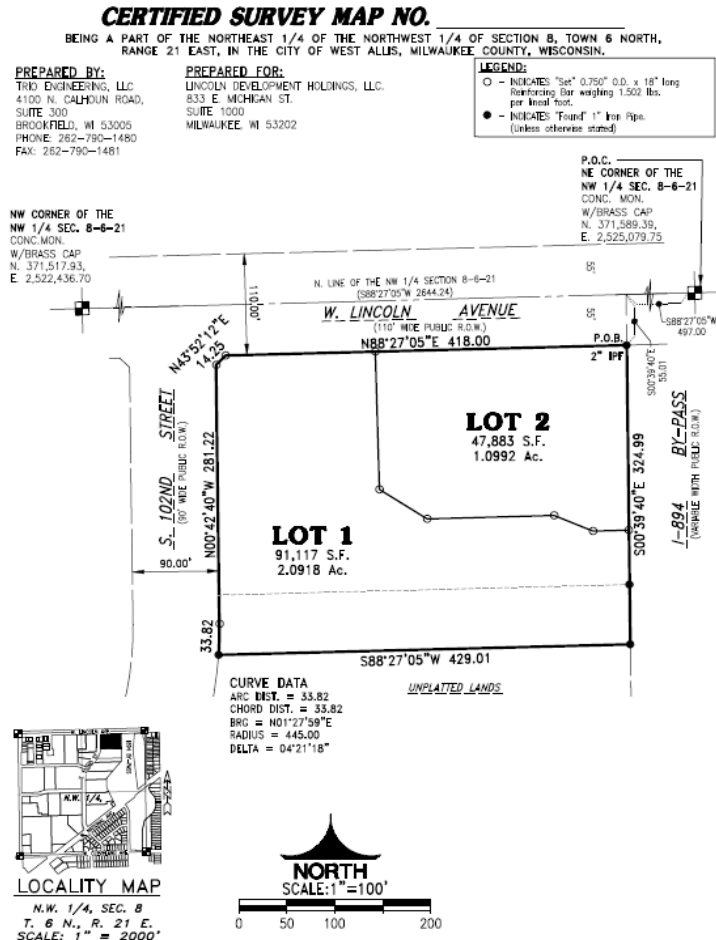 CERTIFIED SURVEY MAP NO.
BEING A PART OF THE NORTHEAST 1/4 OF THE NORTHWEST 1/4 OF SECTION 8, TOWN 6 NORTH,
RANGE 21 EAST, IN THE CITY OF WEST ALLIS, MILWAUKEE COUNTY, WISCONSIN.
PREPARED BY:
TRIO ENGINEERING, LLC
4100 N. CALHOUN ROAD,
SUITE 300
BROOKFIELD, WI 53005
PHONE: 262-790-1480
FAX: 262-790-1481
PREPARED FOR:
LINCOLN DEVELOPMENT HOLDINGS, LLC.
833 E. MICHIGAN ST.
SUITE 1000
MILWAUKEE, WI 53202
LEGEND:
- INDICATES "Set" 0.750" O.D. x 18" long
Reinforcing Bar weighing 1.502 lbs.
per lineal foot.
- INDICATES "Found" 1" Iron Pipe.
(Unless otherwise stated)
P.O.C.
NE CORNER OF THE
NW 1/4 SEC. 8-6-21
CONC. MON.
W/BRASS CAP
N. 371,589.39,
E. 2,525,079.75
NW CORNER OF THE
NW 1/4 SEC. 8-6-21
CONC.MON.
W/BRASS CAP
N. 371,517.93,
E. 2,522,436.70
110.00'
N. LINE OF THE NW 1/4 SECTION 8-6-21
(S88°27'05"W 2644.24)
55'
W. LINCOLN AVENUE
(110' WIDE PUBLIC R.O.W.)
55'
S88°27'05"W
497.00
N43°52'12"E
14.25
N88°27'05"E 418.00
P.O.B.
2" IPF
S00°39'40"E
55.01
S. 102ND STREET
(90' WIDE PUBLIC R.O.W.)
N00°42'40"W 281.22
LOT 2
47,883 S.F.
1.0992 Ac.
S00°39'40"E 324.99
I-894 BY-PASS
(VARIABLE WIDTH PUBLIC R.O.W.)
LOT 1
91,117 S.F.
2.0918 Ac.
90.00'
33.82
S88°27'05"W 429.01
UNPLATTED LANDS
CURVE DATA
ARC DIST. = 33.82
CHORD DIST. = 33.82
BRG = N01°27'59"E
RADIUS = 445.00
DELTA = 04°21'18"
W. LINCOLN AVE
N.W. 1/4,
LOCALITY MAP
N.W. 1/4, SEC. 8
T. 6 N., R. 21 E.
SCALE: 1" = 2000'
NORTH
SCALE:1"=100'
0 50 100 200